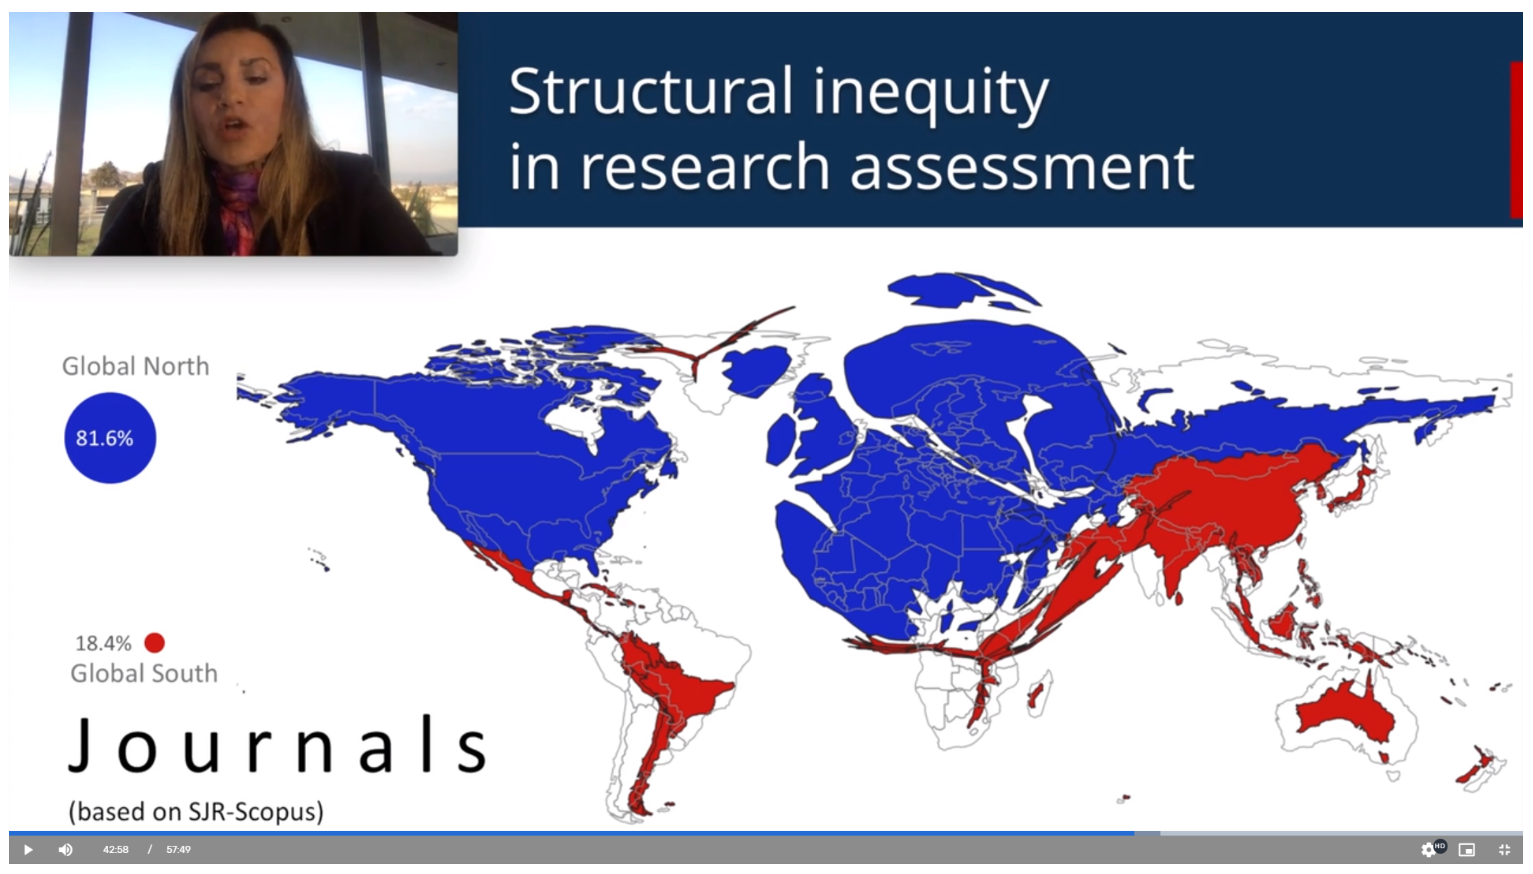 Structural inequity
in research assessment
Global North
81.6%
18.4%
Global South
Journals
(based on SJR-Scopus)
42:58 / 57:49
HD